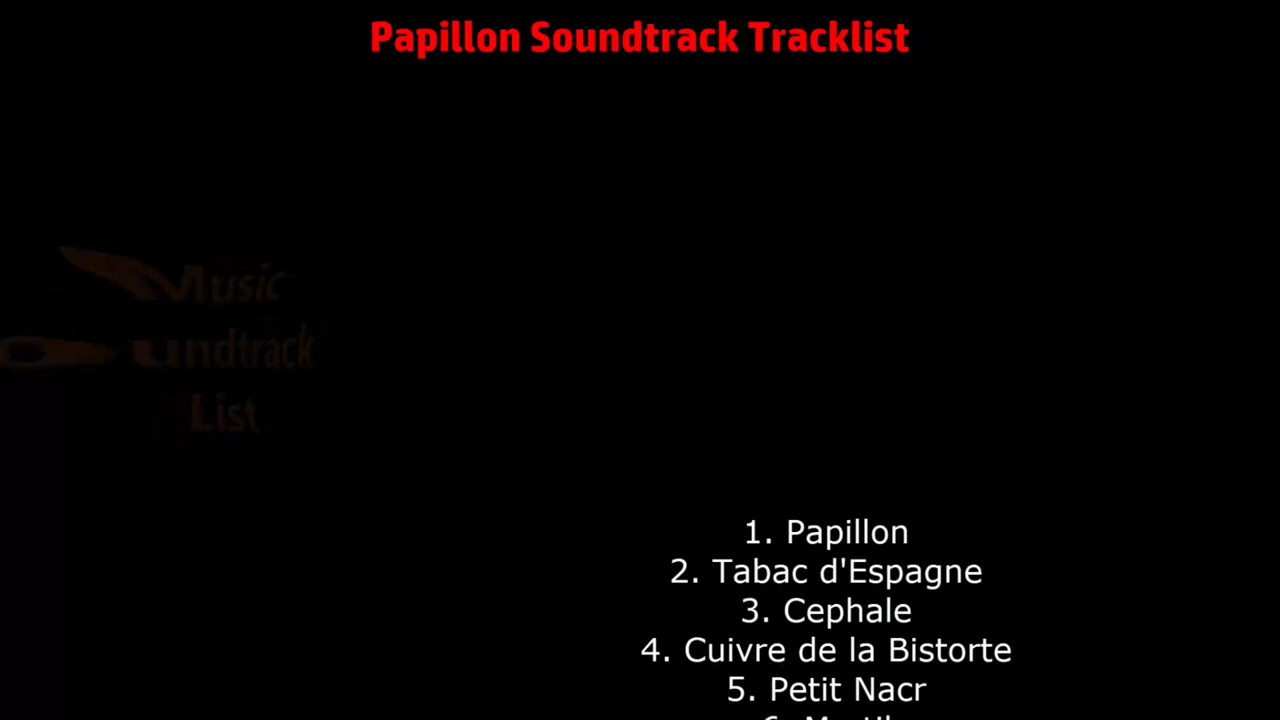 Papillon Soundtrack Tracklist
Music
Soundtrack
List
1. Papillon
2. Tabac d'Espagne
3. Cephale
4. Cuivre de la Bistorte
5. Petit Nacr